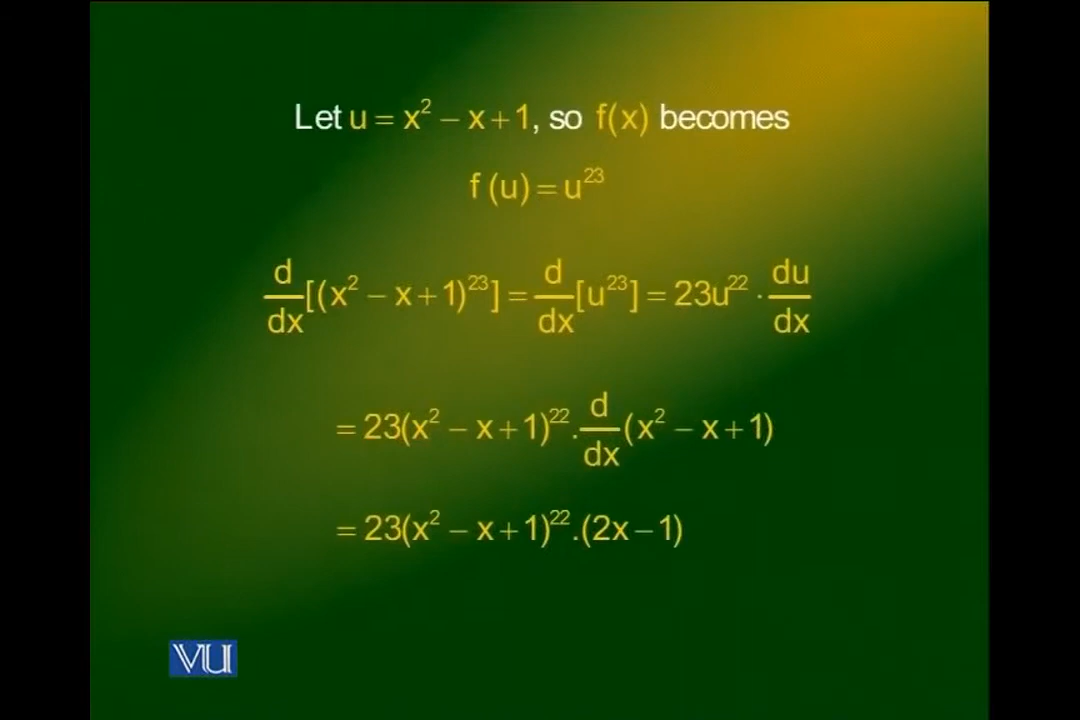 Let u = x² − x + 1, so f(x) becomes
f (u) = u²³
d/dx[(x² − x + 1)²³] = d/dx[u²³] = 23u²² · du/dx
= 23(x² − x + 1)²².d/dx(x² − x + 1)
= 23(x² − x + 1)²².(2x − 1)
VU